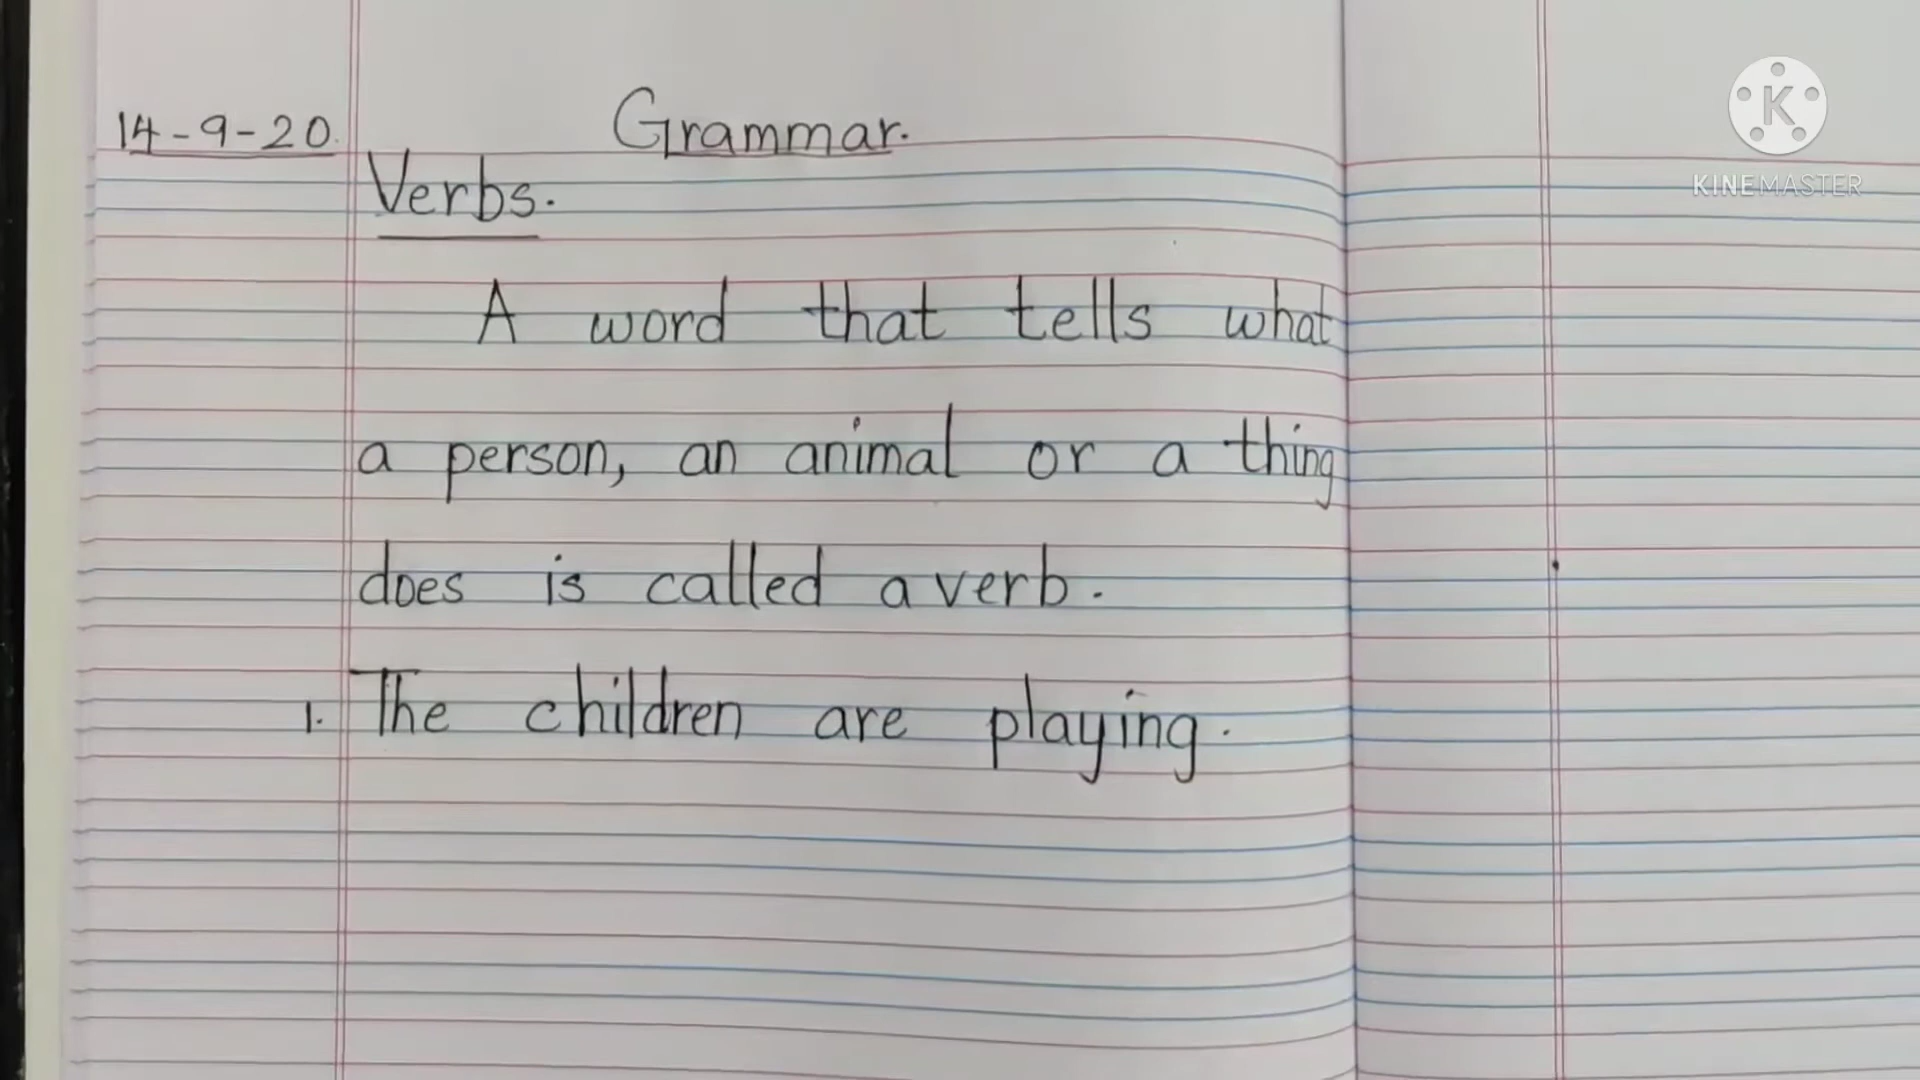 14-9-20. Grammar.
Verbs.
A word that tells what
a person, an animal or a thing
does is called a verb.
1. The children are playing.
K
KINEMASTER